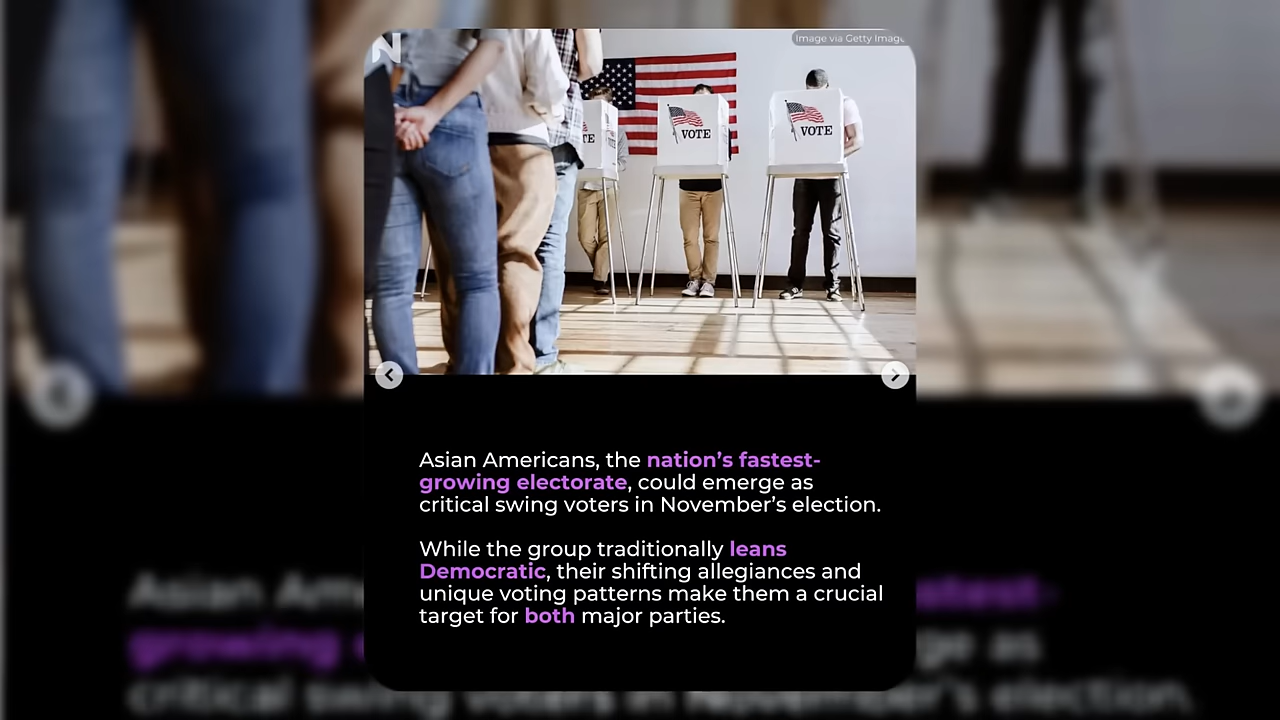 N
Image via Getty Image
VOTE
VOTE
Asian Americans, the nation’s fastest-
growing electorate, could emerge as
critical swing voters in November’s election.
While the group traditionally leans
Democratic, their shifting allegiances and
unique voting patterns make them a crucial
target for both major parties.